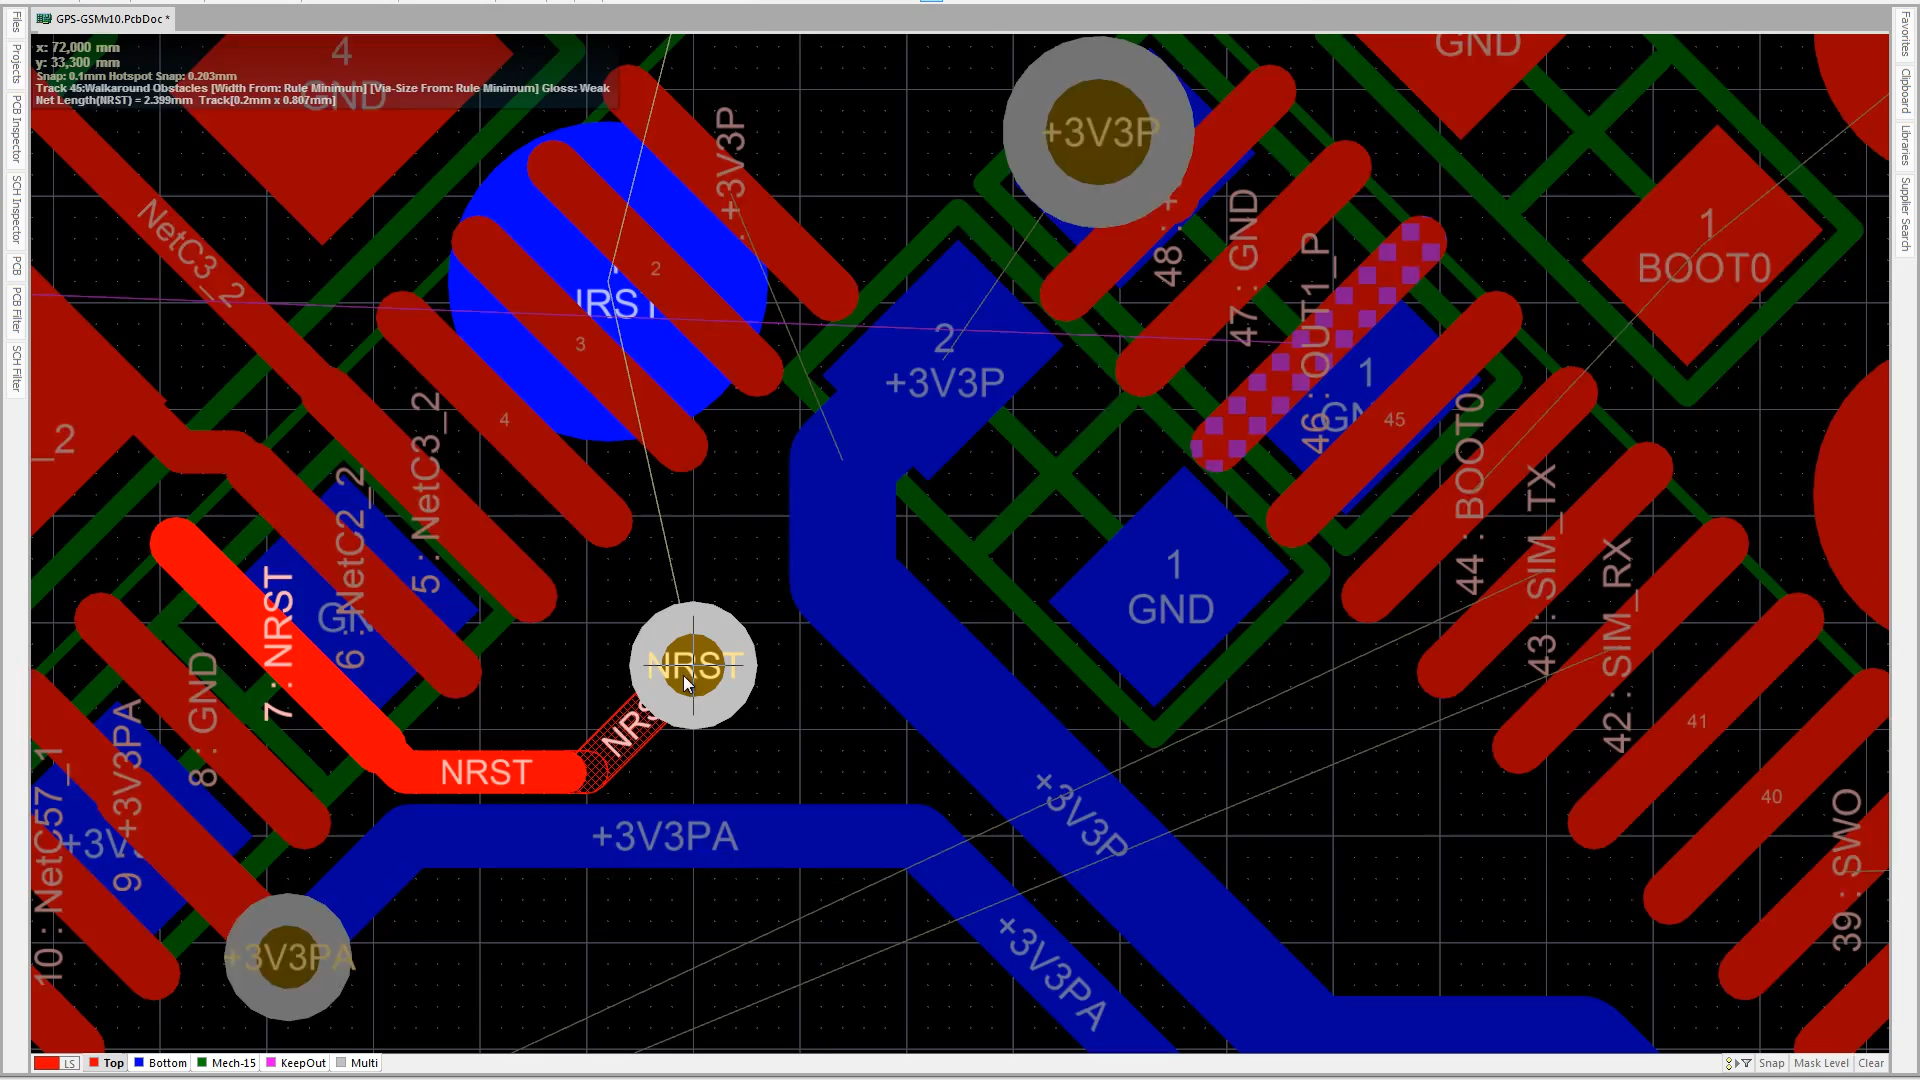 GPS-GSMv10.PcbDoc *
x: 72,000 mm
y: 33,300 mm
Snap: 0.1mm Hotspot Snap: 0.203mm
Track 45:Walkaround Obstacles [Width From: Rule Minimum] [Via-Size From: Rule Minimum] Gloss: Weak
Net Length(NRST) = 2.399mm Track[0.2mm x 0.807mm]
Files
Projects
PCB Inspector
SCH Inspector
PCB
PCB Filter
SCH Filter
Favorites
Clipboard
Libraries
Supplier Search
4
GND
GND
+3V3P
+3V3P
NetC3_2
2
3
4
2
+3V3P
47 : GND
46 : OUT1_P
1
BOOT0
1
45
_2
5 : NetC3_2
6 : NetC2_2
7 : NRST
8 : GND
9 : +3V3PA
10 : NetC57_1
NRST
NRST
1
GND
44 : BOOT0
43 : SIM_TX
42 : SIM_RX
41
40
39 : SWO
+3V3PA
+3V3P
+3V3PA
+3V3PA
LS
Top
Bottom
Mech-15
KeepOut
Multi
Snap
Mask Level
Clear